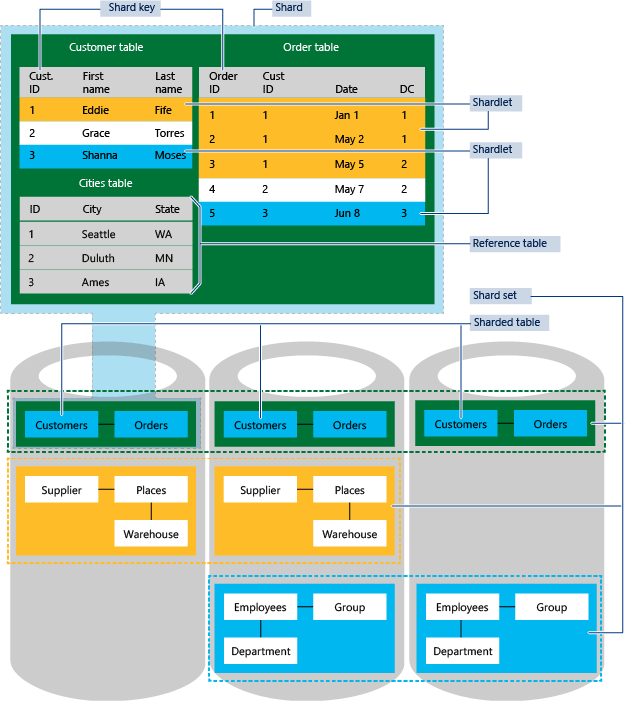 Shard key
Shard
Customer table
Order table
Cust. ID
First name
Last name
1 Eddie Fife
2 Grace Torres
3 Shanna Moses
Order ID
Cust ID
Date
DC
1 1 Jan 1 1
2 1 May 2 1
3 1 May 5 2
4 2 May 7 2
5 3 Jun 8 3
Shardlet
Shardlet
Cities table
ID City State
1 Seattle WA
2 Duluth MN
3 Ames IA
Reference table
Shard set
Sharded table
Customers Orders
Customers Orders
Customers Orders
Supplier Places
Warehouse
Supplier Places
Warehouse
Employees Group
Department
Employees Group
Department